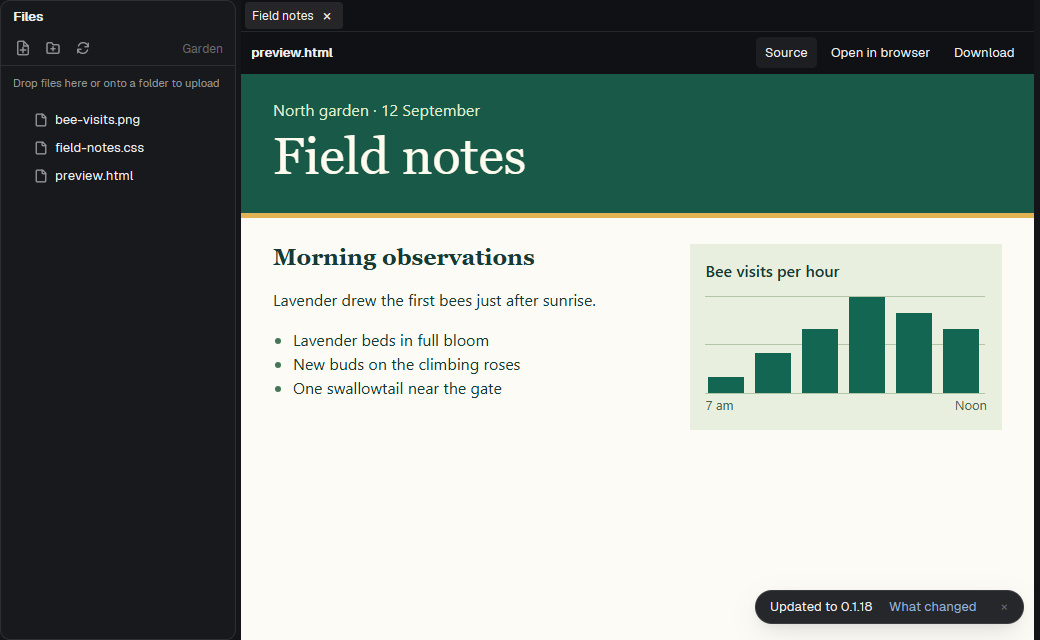 Files
Garden
Drop files here or onto a folder to upload
bee-visits.png
field-notes.css
preview.html
Field notes
preview.html
Source
Open in browser
Download
North garden · 12 September
Field notes
Morning observations
Lavender drew the first bees just after sunrise.
Lavender beds in full bloom
New buds on the climbing roses
One swallowtail near the gate
Bee visits per hour
7 am
Noon
Updated to 0.1.18
What changed